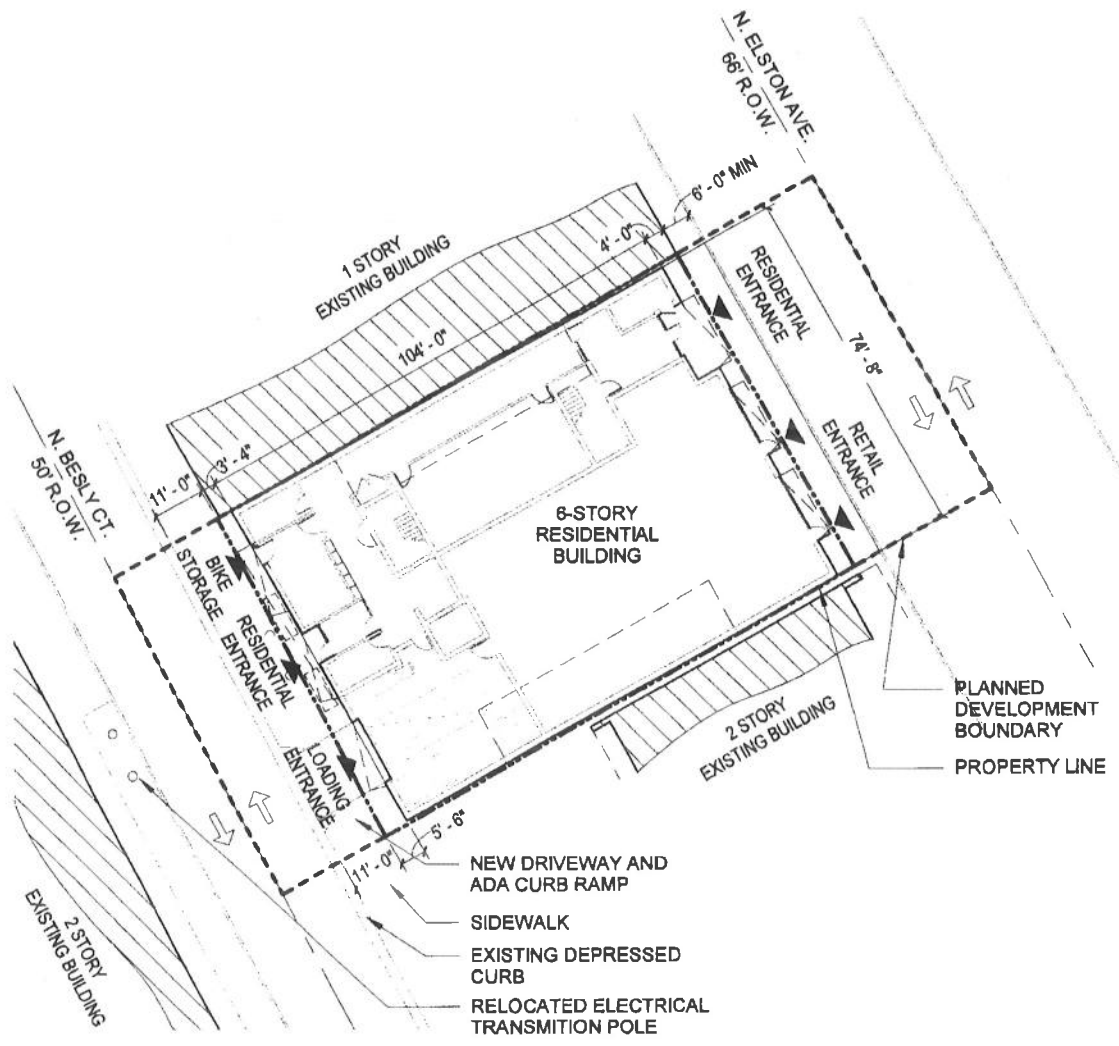 N. ELSTON AVE.
66' R.O.W.
6' - 0" MIN
4' - 0"
1 STORY
EXISTING BUILDING
104' - 0"
RESIDENTIAL
ENTRANCE
74' - 8"
RETAIL
ENTRANCE
N. BESLY CT.
50' R.O.W.
11' - 0"
3' - 4"
6-STORY
RESIDENTIAL
BUILDING
BIKE
STORAGE
RESIDENTIAL
ENTRANCE
LOADING
ENTRANCE
2 STORY
EXISTING BUILDING
PLANNED
DEVELOPMENT
BOUNDARY
PROPERTY LINE
5' - 6"
11' - 0"
NEW DRIVEWAY AND
ADA CURB RAMP
SIDEWALK
EXISTING DEPRESSED
CURB
RELOCATED ELECTRICAL
TRANSMITION POLE
2 STORY
EXISTING BUILDING